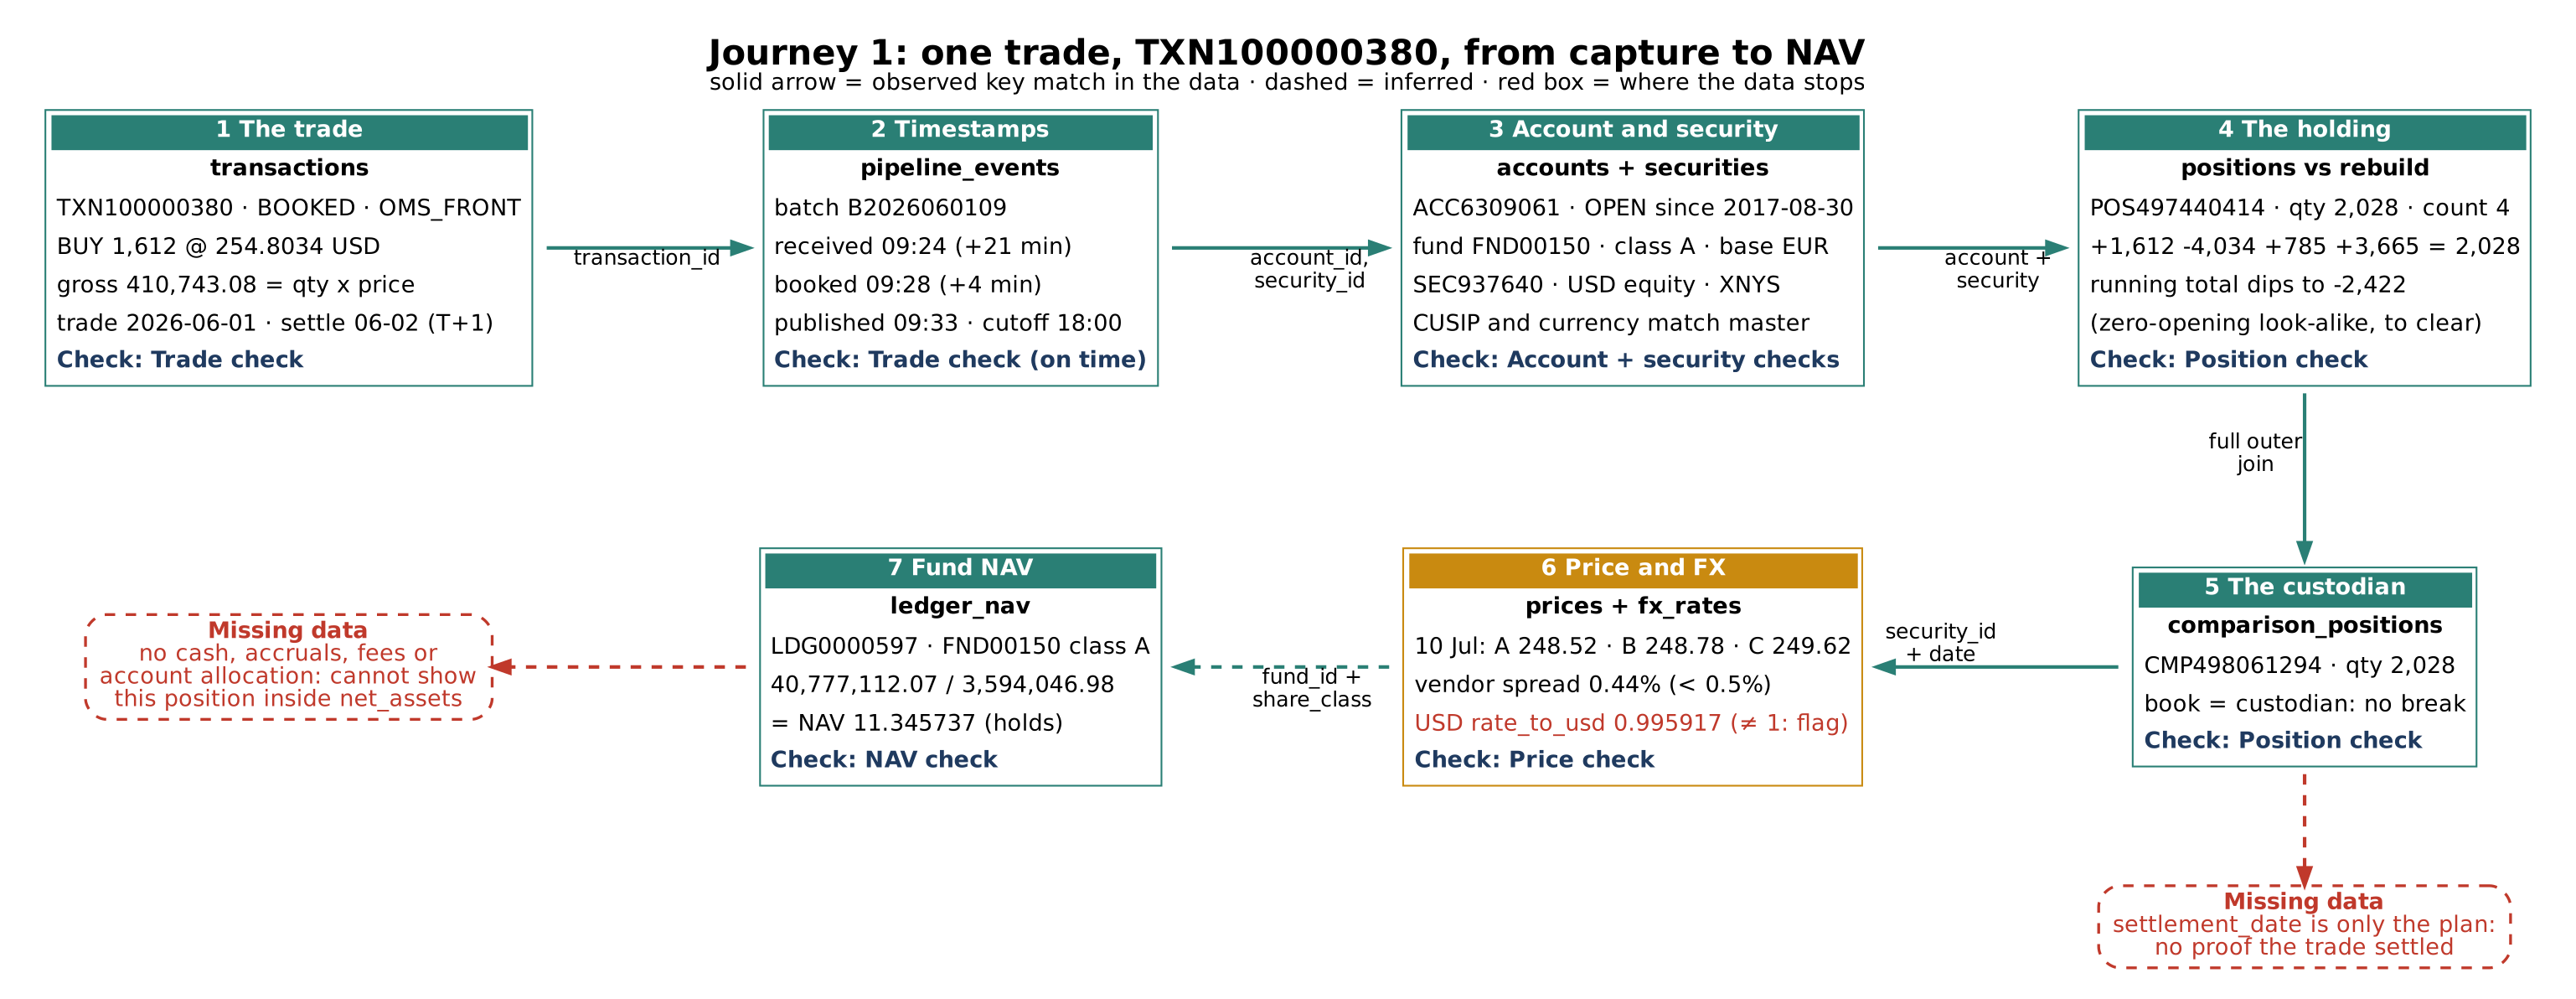 Journey 1: one trade, TXN100000380, from capture to NAV
solid arrow = observed key match in the data · dashed = inferred · red box = where the data stops
1 The trade
transactions
TXN100000380 · BOOKED · OMS_FRONT
BUY 1,612 @ 254.8034 USD
gross 410,743.08 = qty x price
trade 2026-06-01 · settle 06-02 (T+1)
Check: Trade check
transaction_id
2 Timestamps
pipeline_events
batch B2026060109
received 09:24 (+21 min)
booked 09:28 (+4 min)
published 09:33 · cutoff 18:00
Check: Trade check (on time)
account_id,
security_id
3 Account and security
accounts + securities
ACC6309061 · OPEN since 2017-08-30
fund FND00150 · class A · base EUR
SEC937640 · USD equity · XNYS
CUSIP and currency match master
Check: Account + security checks
account +
security
4 The holding
positions vs rebuild
POS497440414 · qty 2,028 · count 4
+1,612 -4,034 +785 +3,665 = 2,028
running total dips to -2,422
(zero-opening look-alike, to clear)
Check: Position check
full outer
join
5 The custodian
comparison_positions
CMP498061294 · qty 2,028
book = custodian: no break
Check: Position check
security_id
+ date
6 Price and FX
prices + fx_rates
10 Jul: A 248.52 · B 248.78 · C 249.62
vendor spread 0.44% (< 0.5%)
USD rate_to_usd 0.995917 (≠ 1: flag)
Check: Price check
fund_id +
share_class
7 Fund NAV
ledger_nav
LDG0000597 · FND00150 class A
40,777,112.07 / 3,594,046.98
= NAV 11.345737 (holds)
Check: NAV check
Missing data
no cash, accruals, fees or
account allocation: cannot show
this position inside net_assets
Missing data
settlement_date is only the plan:
no proof the trade settled